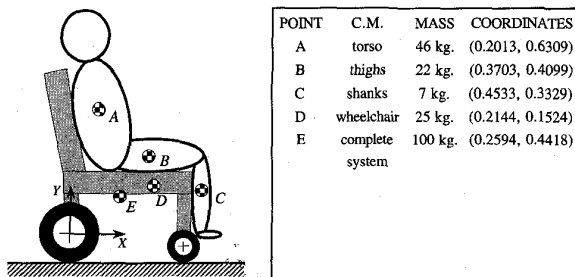 A
B
C
D
E
Y
X
POINT C.M. MASS COORDINATES
A torso 46 kg. (0.2013, 0.6309)
B thighs 22 kg. (0.3703, 0.4099)
C shanks 7 kg. (0.4533, 0.3329)
D wheelchair 25 kg. (0.2144, 0.1524)
E complete 100 kg. (0.2594, 0.4418)
system